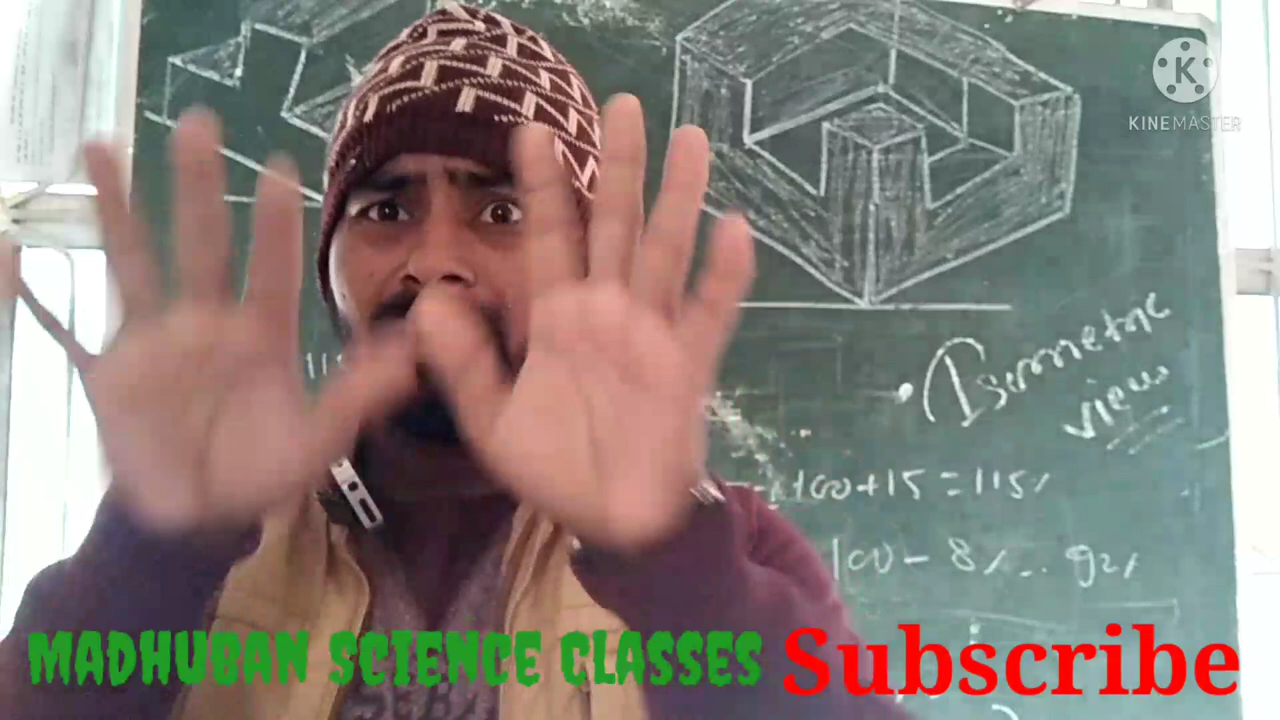 K
KINEMASTER
Isometric
view
100+15=115%
100-8%.. 92%
MADHUBAN SCIENCE CLASSES Subscribe